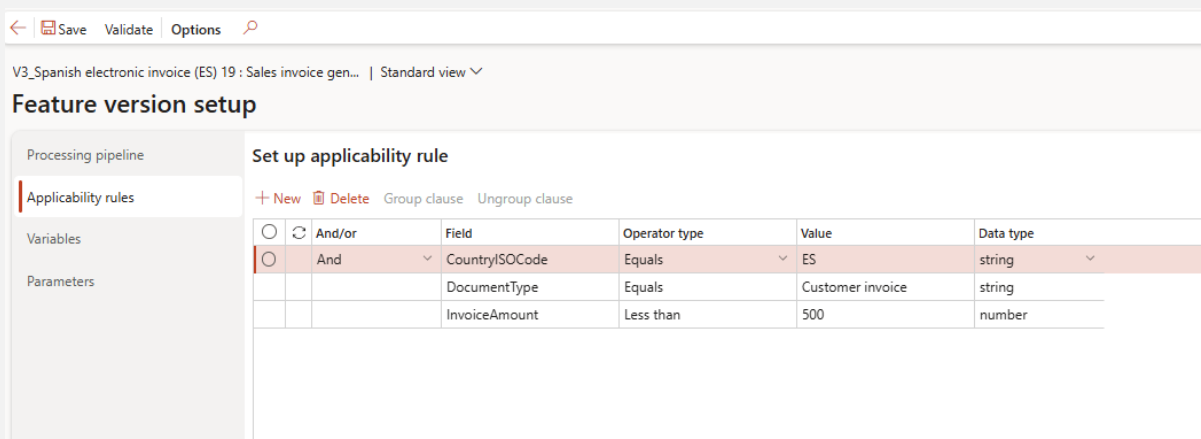 Save Validate Options
V3_Spanish electronic invoice (ES) 19 : Sales invoice gen... | Standard view
Feature version setup
Processing pipeline
Applicability rules
Variables
Parameters
Set up applicability rule
New Delete Group clause Ungroup clause
And/or Field Operator type Value Data type
And CountryISOCode Equals ES string
DocumentType Equals Customer invoice string
InvoiceAmount Less than 500 number